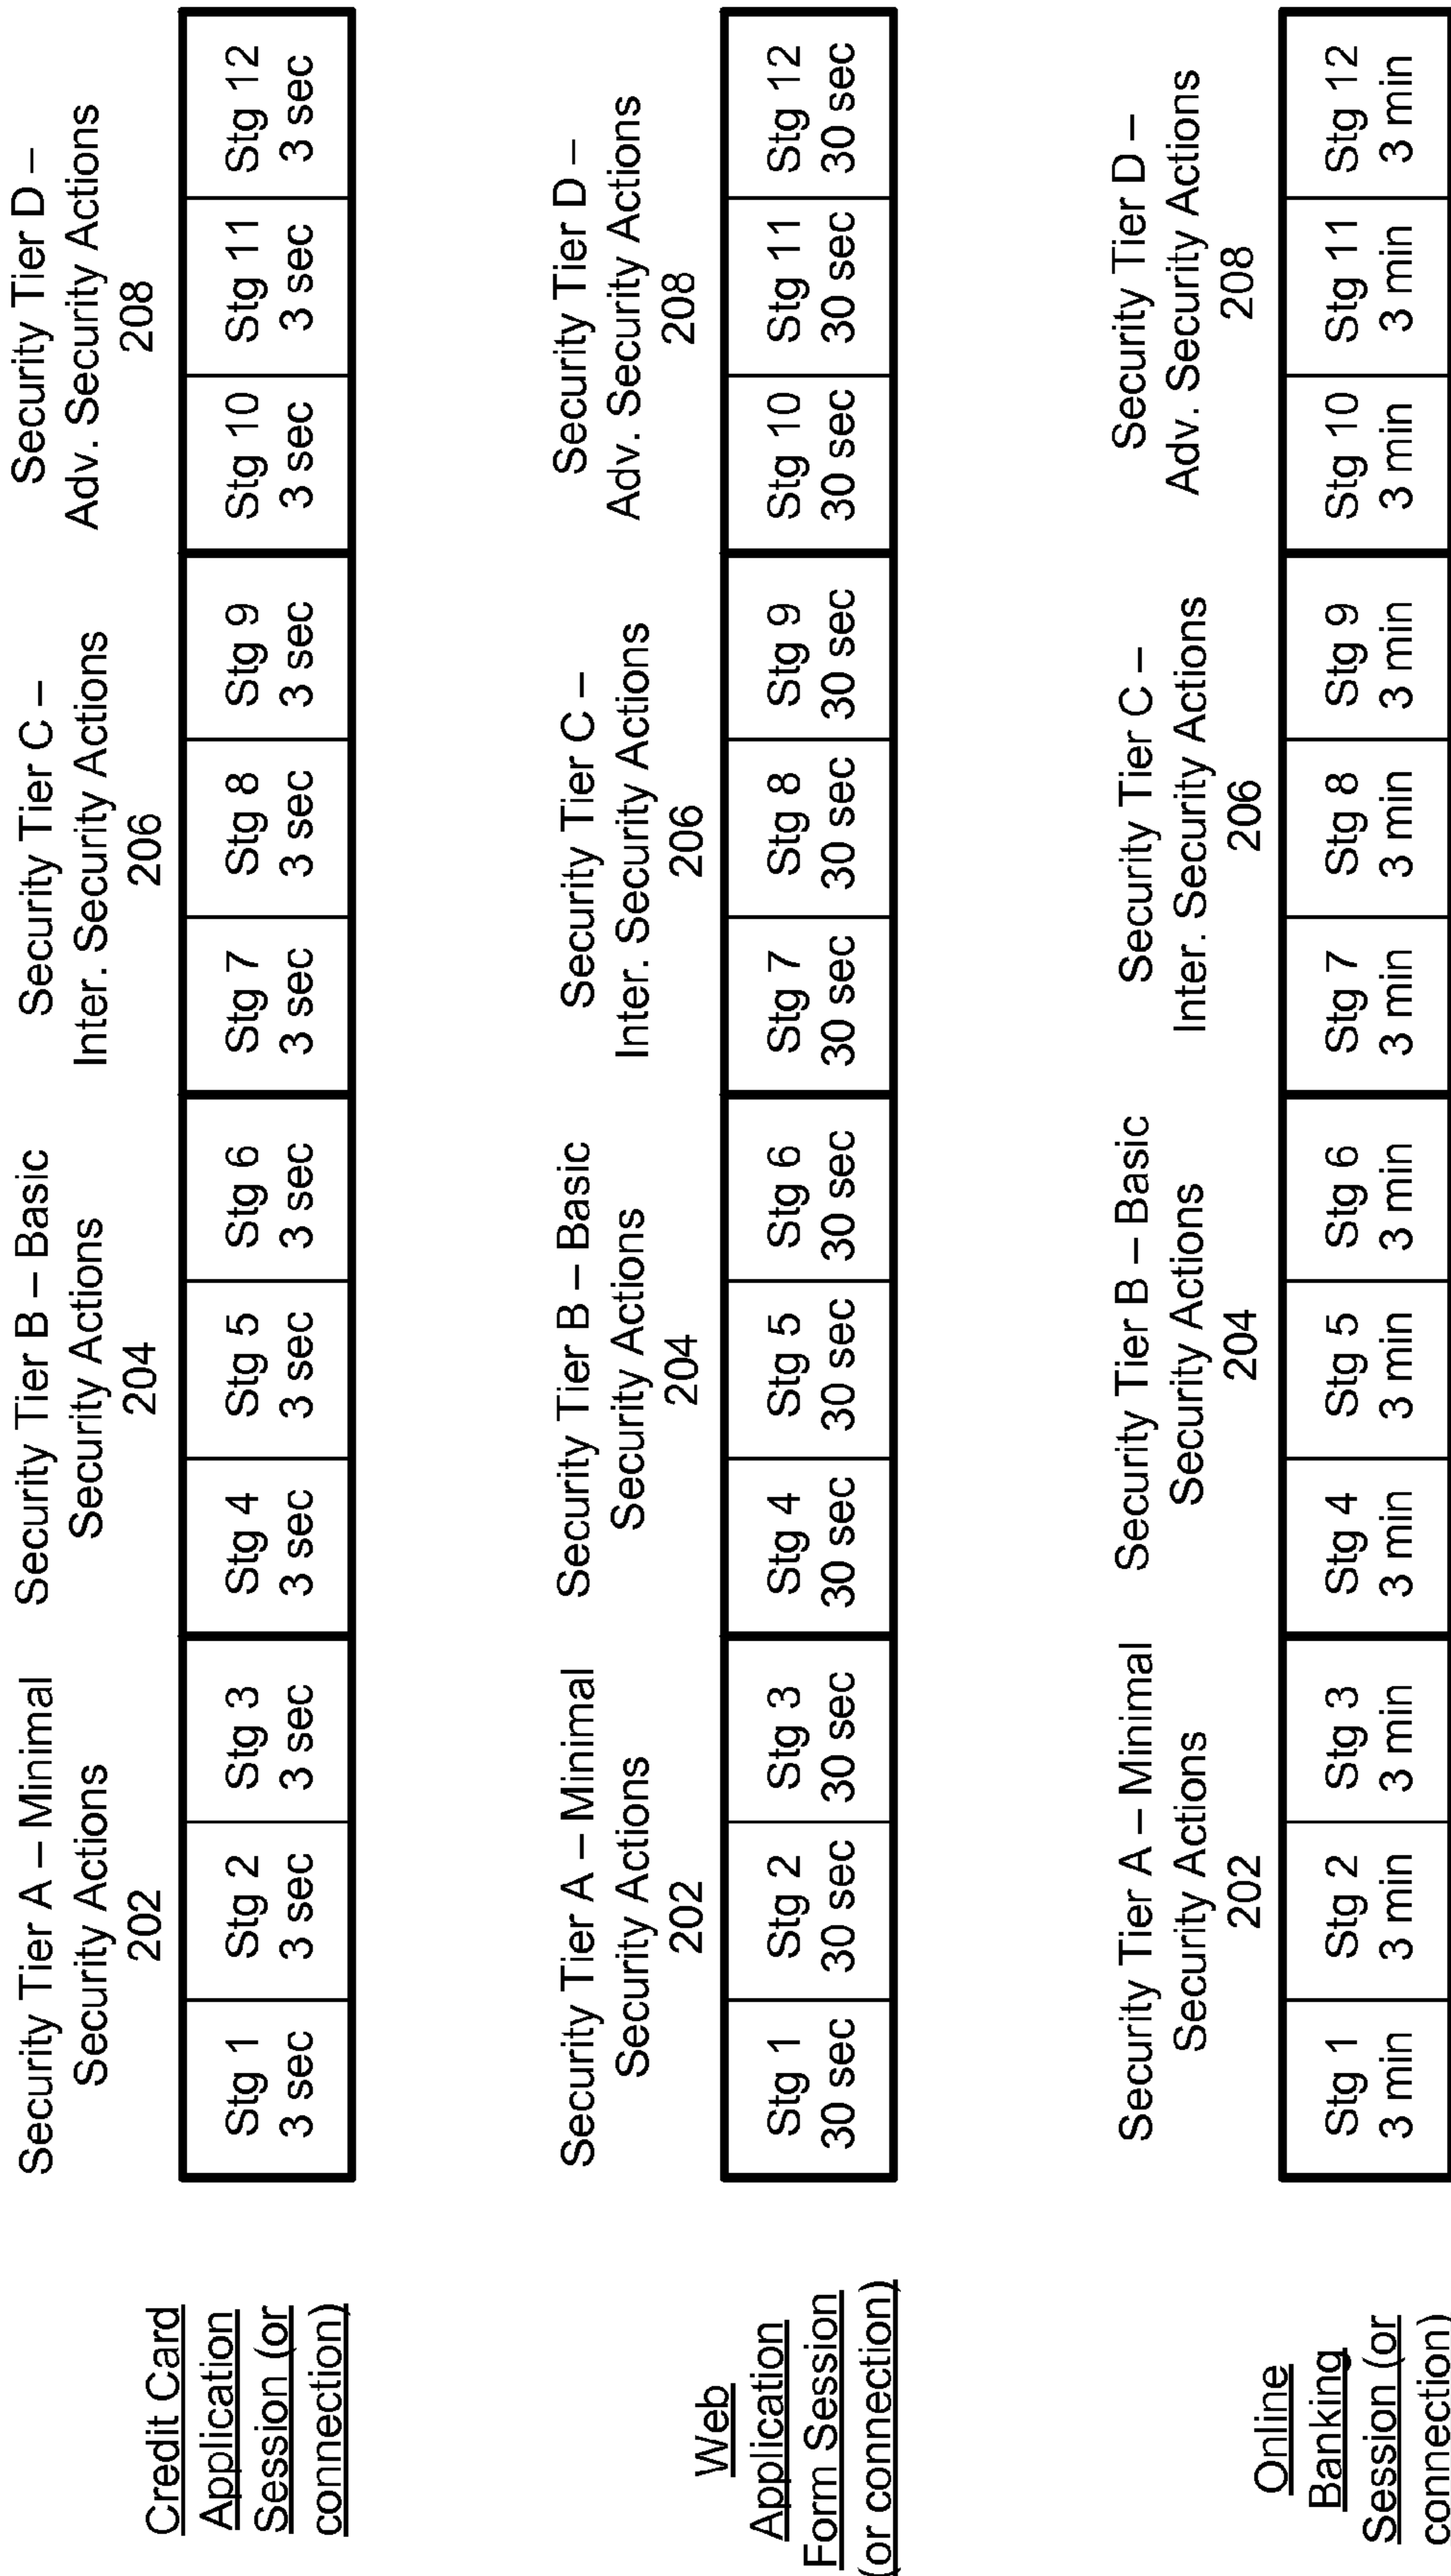 Credit Card
Application
Session (or
connection)
Security Tier A – Minimal
Security Actions
202
Security Tier B – Basic
Security Actions
204
Security Tier C –
Inter. Security Actions
206
Security Tier D –
Adv. Security Actions
208
Stg 1
3 sec
Stg 2
3 sec
Stg 3
3 sec
Stg 4
3 sec
Stg 5
3 sec
Stg 6
3 sec
Stg 7
3 sec
Stg 8
3 sec
Stg 9
3 sec
Stg 10
3 sec
Stg 11
3 sec
Stg 12
3 sec
Web
Application
Form Session
(or connection)
Security Tier A – Minimal
Security Actions
202
Security Tier B – Basic
Security Actions
204
Security Tier C –
Inter. Security Actions
206
Security Tier D –
Adv. Security Actions
208
Stg 1
30 sec
Stg 2
30 sec
Stg 3
30 sec
Stg 4
30 sec
Stg 5
30 sec
Stg 6
30 sec
Stg 7
30 sec
Stg 8
30 sec
Stg 9
30 sec
Stg 10
30 sec
Stg 11
30 sec
Stg 12
30 sec
Online
Banking
Session (or
connection)
Security Tier A – Minimal
Security Actions
202
Security Tier B – Basic
Security Actions
204
Security Tier C –
Inter. Security Actions
206
Security Tier D –
Adv. Security Actions
208
Stg 1
3 min
Stg 2
3 min
Stg 3
3 min
Stg 4
3 min
Stg 5
3 min
Stg 6
3 min
Stg 7
3 min
Stg 8
3 min
Stg 9
3 min
Stg 10
3 min
Stg 11
3 min
Stg 12
3 min